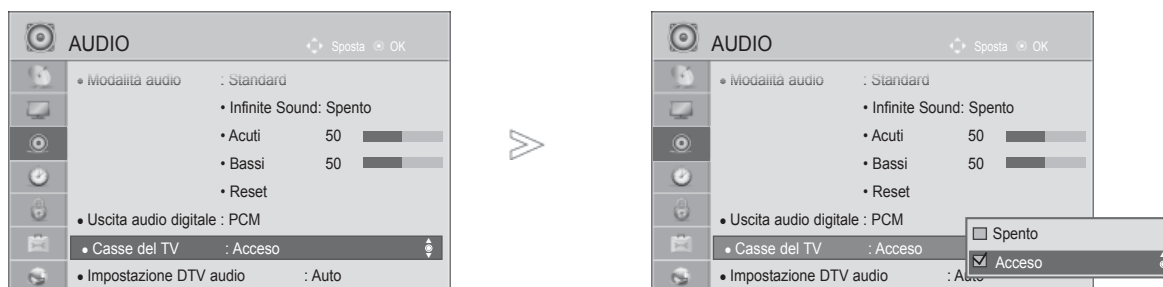 AUDIO
Sposta OK
• Modalità audio : Standard
• Infinite Sound: Spento
• Acuti 50
• Bassi 50
• Reset
• Uscita audio digitale : PCM
• Casse del TV : Acceso
• Impostazione DTV audio : Auto
>
AUDIO
Sposta OK
• Modalità audio : Standard
• Infinite Sound: Spento
• Acuti 50
• Bassi 50
• Reset
• Uscita audio digitale : PCM
• Casse del TV : Acceso
• Impostazione DTV audio : Auto
Spento
Acceso